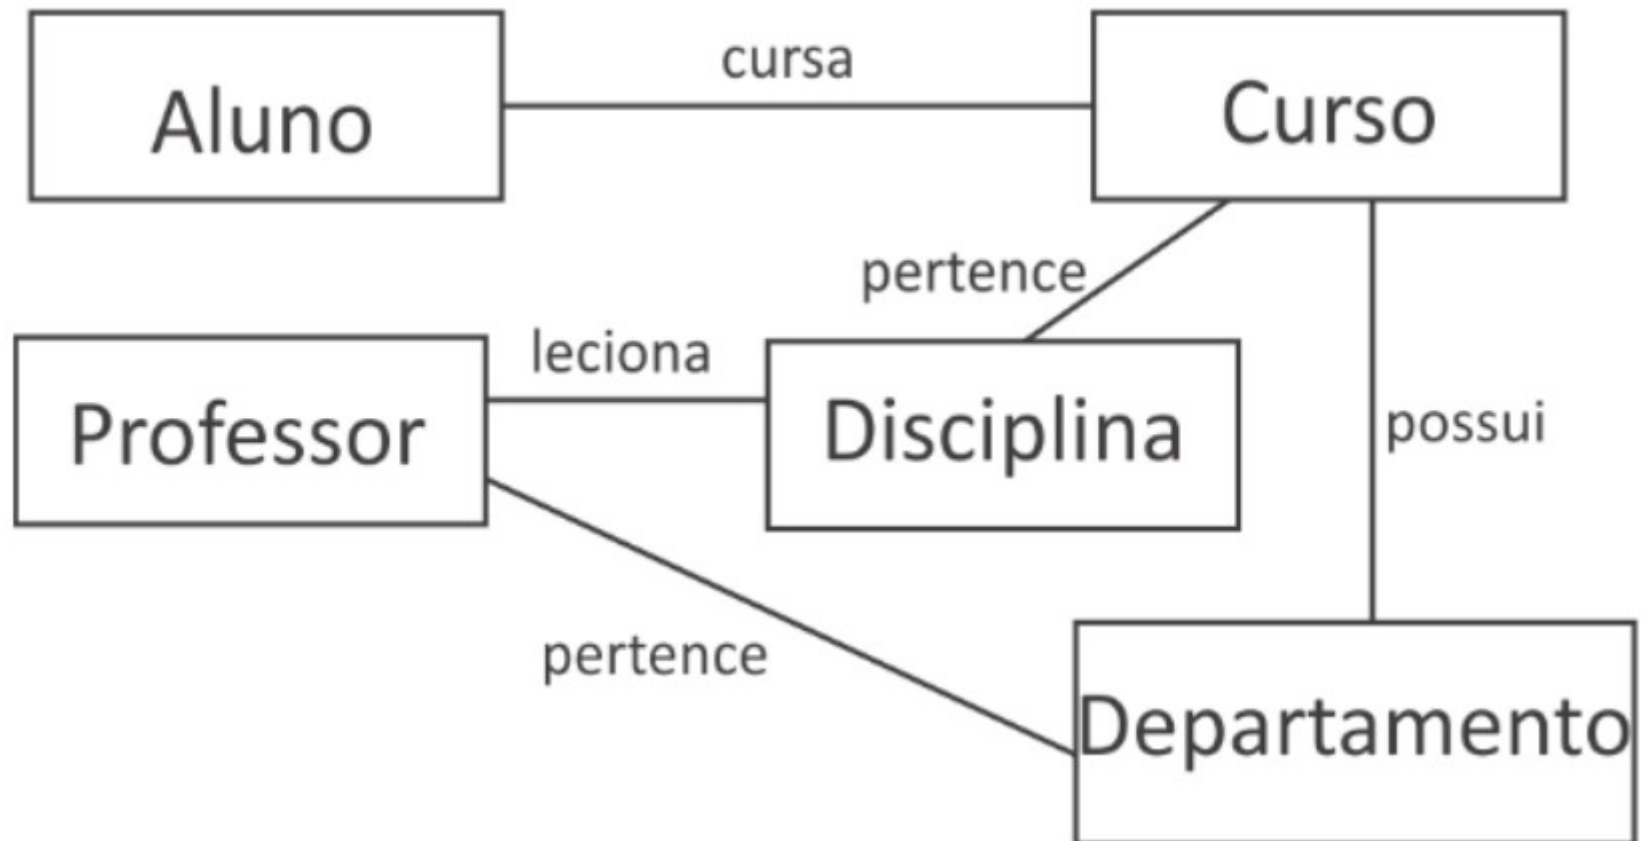 cursa
Aluno
Curso
pertence
leciona
Professor
Disciplina
possui
pertence
Departamento